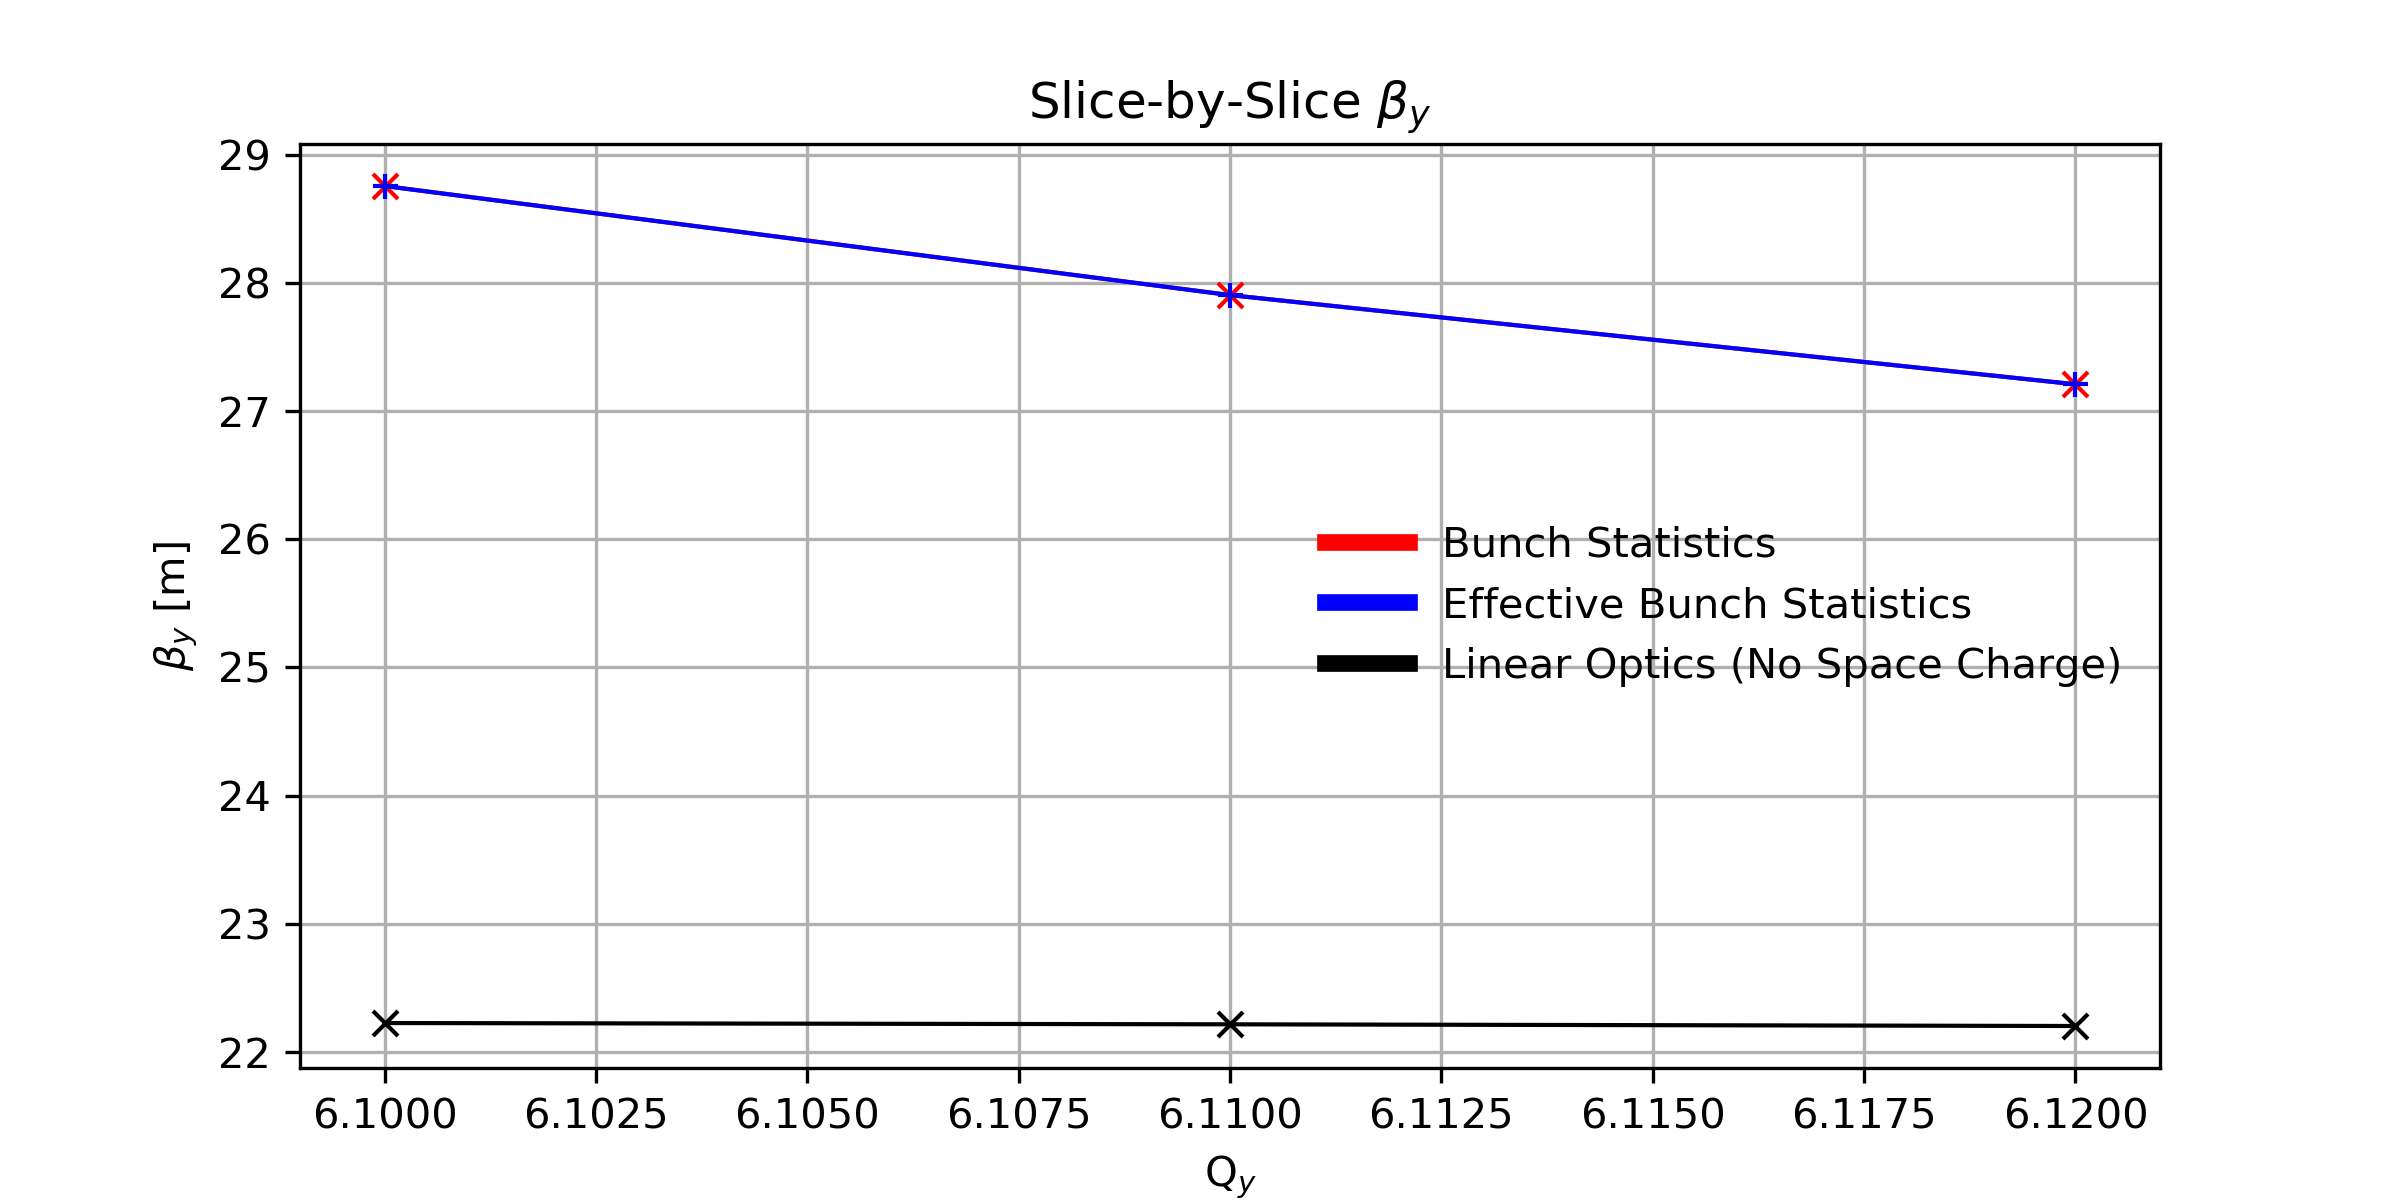 Slice-by-Slice βy
29
28
27
26
25
24
23
22
βy [m]
Bunch Statistics
Effective Bunch Statistics
Linear Optics (No Space Charge)
6.1000 6.1025 6.1050 6.1075 6.1100 6.1125 6.1150 6.1175 6.1200
Qy